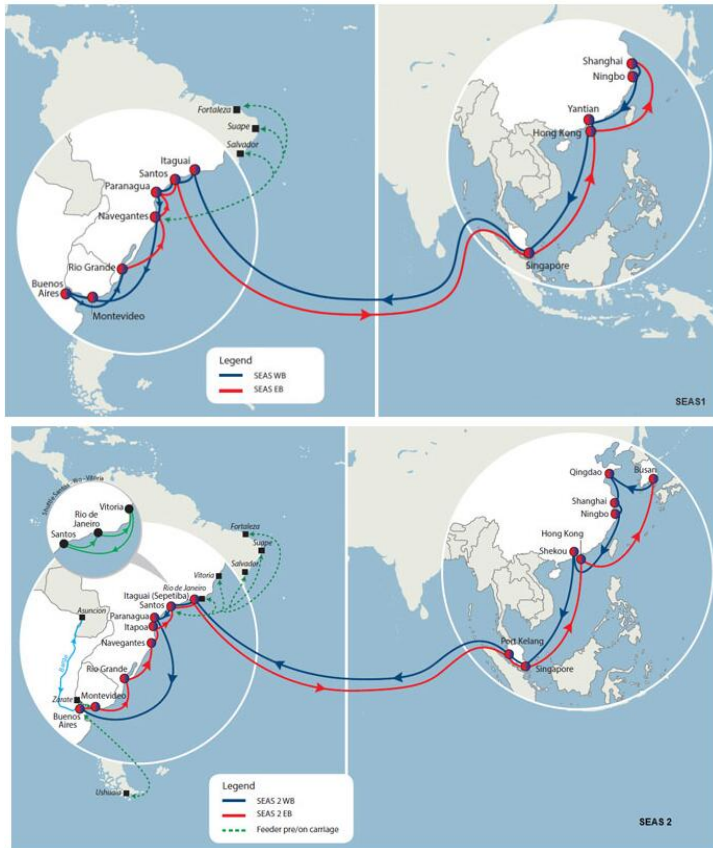 Shanghai
Ningbo
Yantian
Hong Kong
Singapore
Fortaleza
Suape
Salvador
Itaguai
Santos
Paranagua
Navegantes
Rio Grande
Buenos
Aires
Montevideo
Legend
SEAS WB
SEAS EB
SEAS1
Qingdao
Busan
Shanghai
Ningbo
Hong Kong
Shekou
Port Kelang
Singapore
Vitoria
Rio de
Janeiro
Santos
Fortaleza
Suape
Salvador
Vitoria
Rio de Janeiro
Itaguai (Sepetiba)
Santos
Paranagua
Itapoa
Navegantes
Asuncion
Barge
Rio Grande
Montevideo
Zarate
Buenos
Aires
Ushuaia
Legend
SEAS 2 WB
SEAS 2 EB
Feeder pre/on carriage
SEAS 2